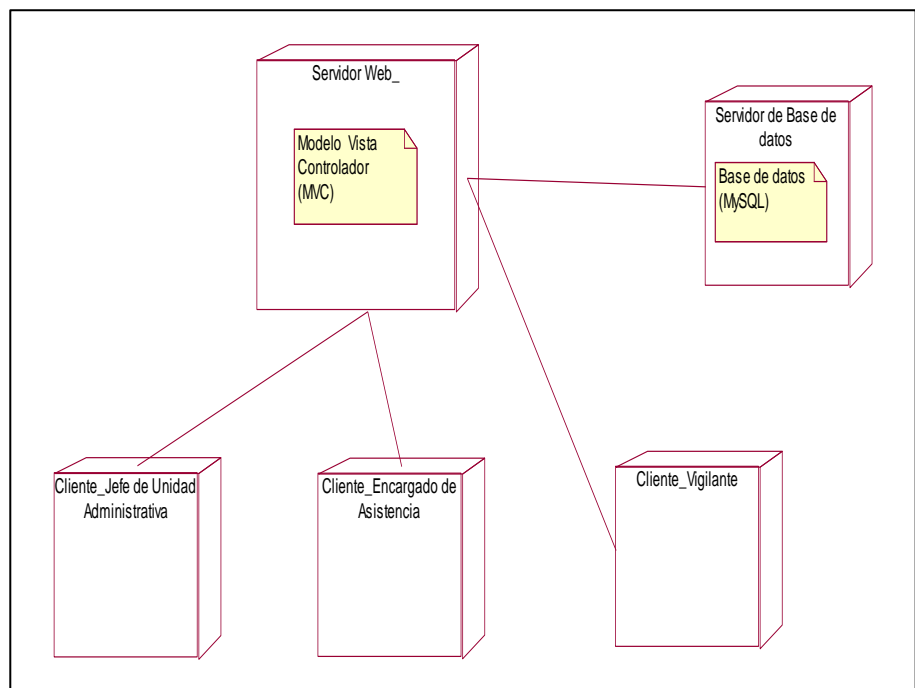 Servidor Web_
Modelo Vista
Controlador
(MVC)
Servidor de Base de
datos
Base de datos
(MySQL)
Cliente_Jefe de Unidad
Administrativa
Cliente_Encargado de
Asistencia
Cliente_Vigilante